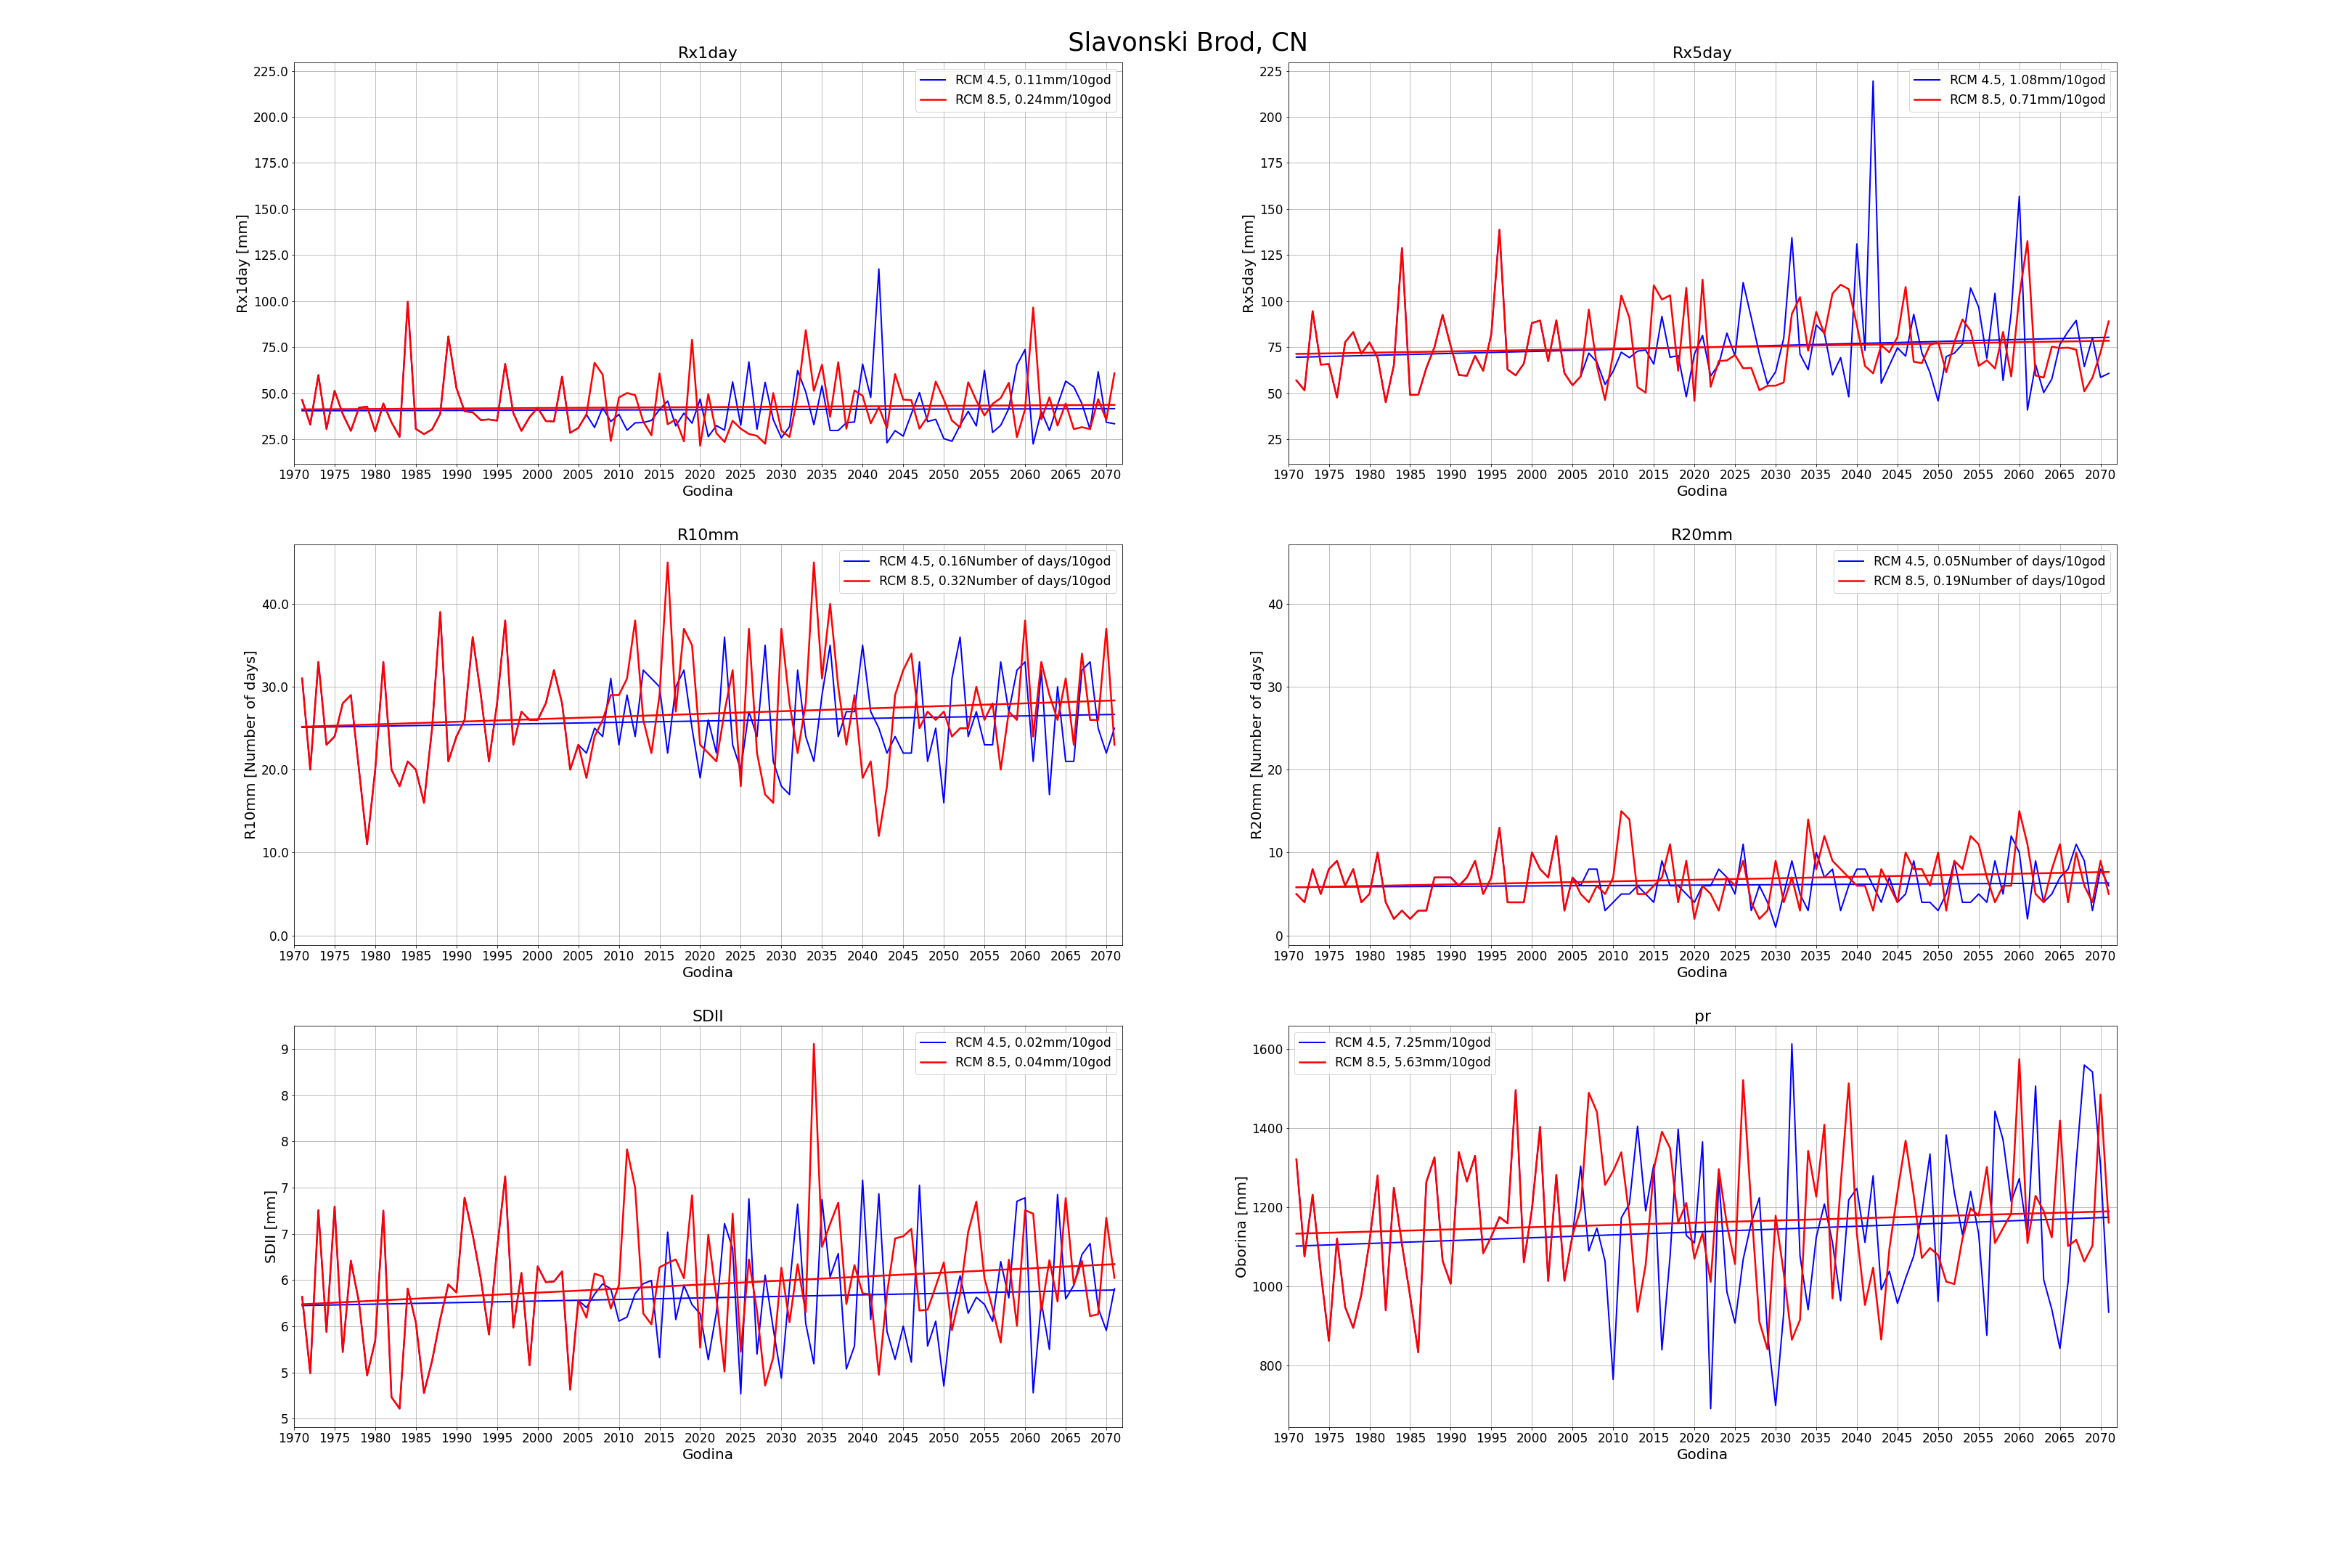 Slavonski Brod, CN
Rx1day
225.0
200.0
175.0
150.0
125.0
100.0
75.0
50.0
25.0
Rx1day [mm]
RCM 4.5, 0.11mm/10god
RCM 8.5, 0.24mm/10god
1970 1975 1980 1985 1990 1995 2000 2005 2010 2015 2020 2025 2030 2035 2040 2045 2050 2055 2060 2065 2070
Godina
Rx5day
225
200
175
150
125
100
75
50
25
Rx5day [mm]
RCM 4.5, 1.08mm/10god
RCM 8.5, 0.71mm/10god
1970 1975 1980 1985 1990 1995 2000 2005 2010 2015 2020 2025 2030 2035 2040 2045 2050 2055 2060 2065 2070
Godina
R10mm
40.0
30.0
20.0
10.0
0.0
R10mm [Number of days]
RCM 4.5, 0.16Number of days/10god
RCM 8.5, 0.32Number of days/10god
1970 1975 1980 1985 1990 1995 2000 2005 2010 2015 2020 2025 2030 2035 2040 2045 2050 2055 2060 2065 2070
Godina
R20mm
40
30
20
10
0
R20mm [Number of days]
RCM 4.5, 0.05Number of days/10god
RCM 8.5, 0.19Number of days/10god
1970 1975 1980 1985 1990 1995 2000 2005 2010 2015 2020 2025 2030 2035 2040 2045 2050 2055 2060 2065 2070
Godina
SDII
9
8
8
7
7
6
6
5
5
SDII [mm]
RCM 4.5, 0.02mm/10god
RCM 8.5, 0.04mm/10god
1970 1975 1980 1985 1990 1995 2000 2005 2010 2015 2020 2025 2030 2035 2040 2045 2050 2055 2060 2065 2070
Godina
pr
1600
1400
1200
1000
800
Oborina [mm]
RCM 4.5, 7.25mm/10god
RCM 8.5, 5.63mm/10god
1970 1975 1980 1985 1990 1995 2000 2005 2010 2015 2020 2025 2030 2035 2040 2045 2050 2055 2060 2065 2070
Godina